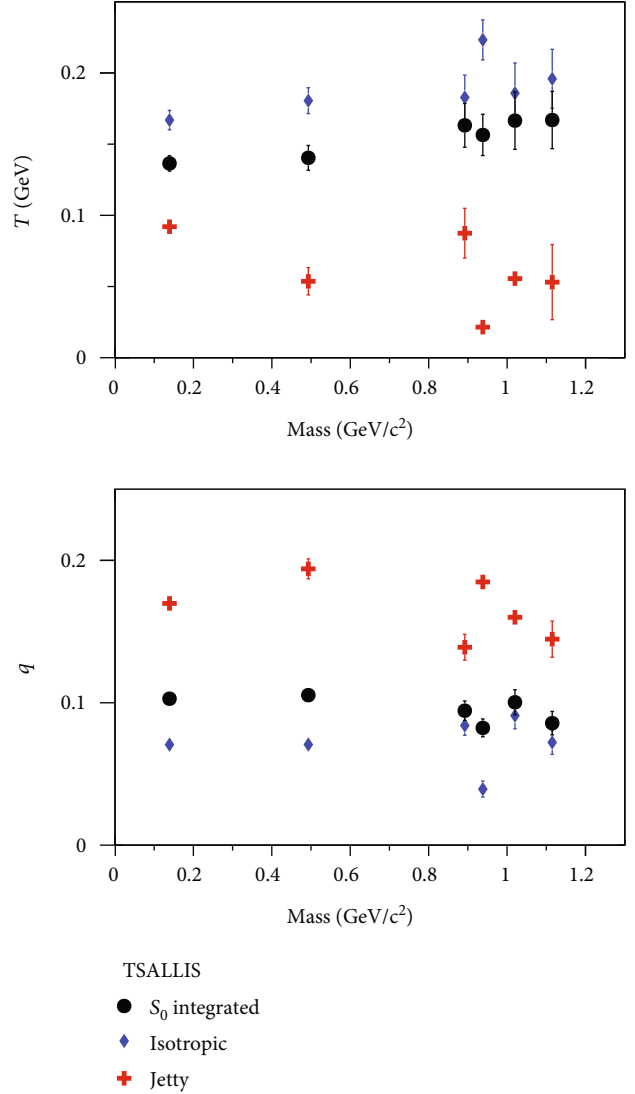 0.2
0.1
0
T (GeV)
0 0.2 0.4 0.6 0.8 1 1.2
Mass (GeV/c²)
0.2
0.1
0
q
0 0.2 0.4 0.6 0.8 1 1.2
Mass (GeV/c²)
TSALLIS
S₀ integrated
Isotropic
Jetty